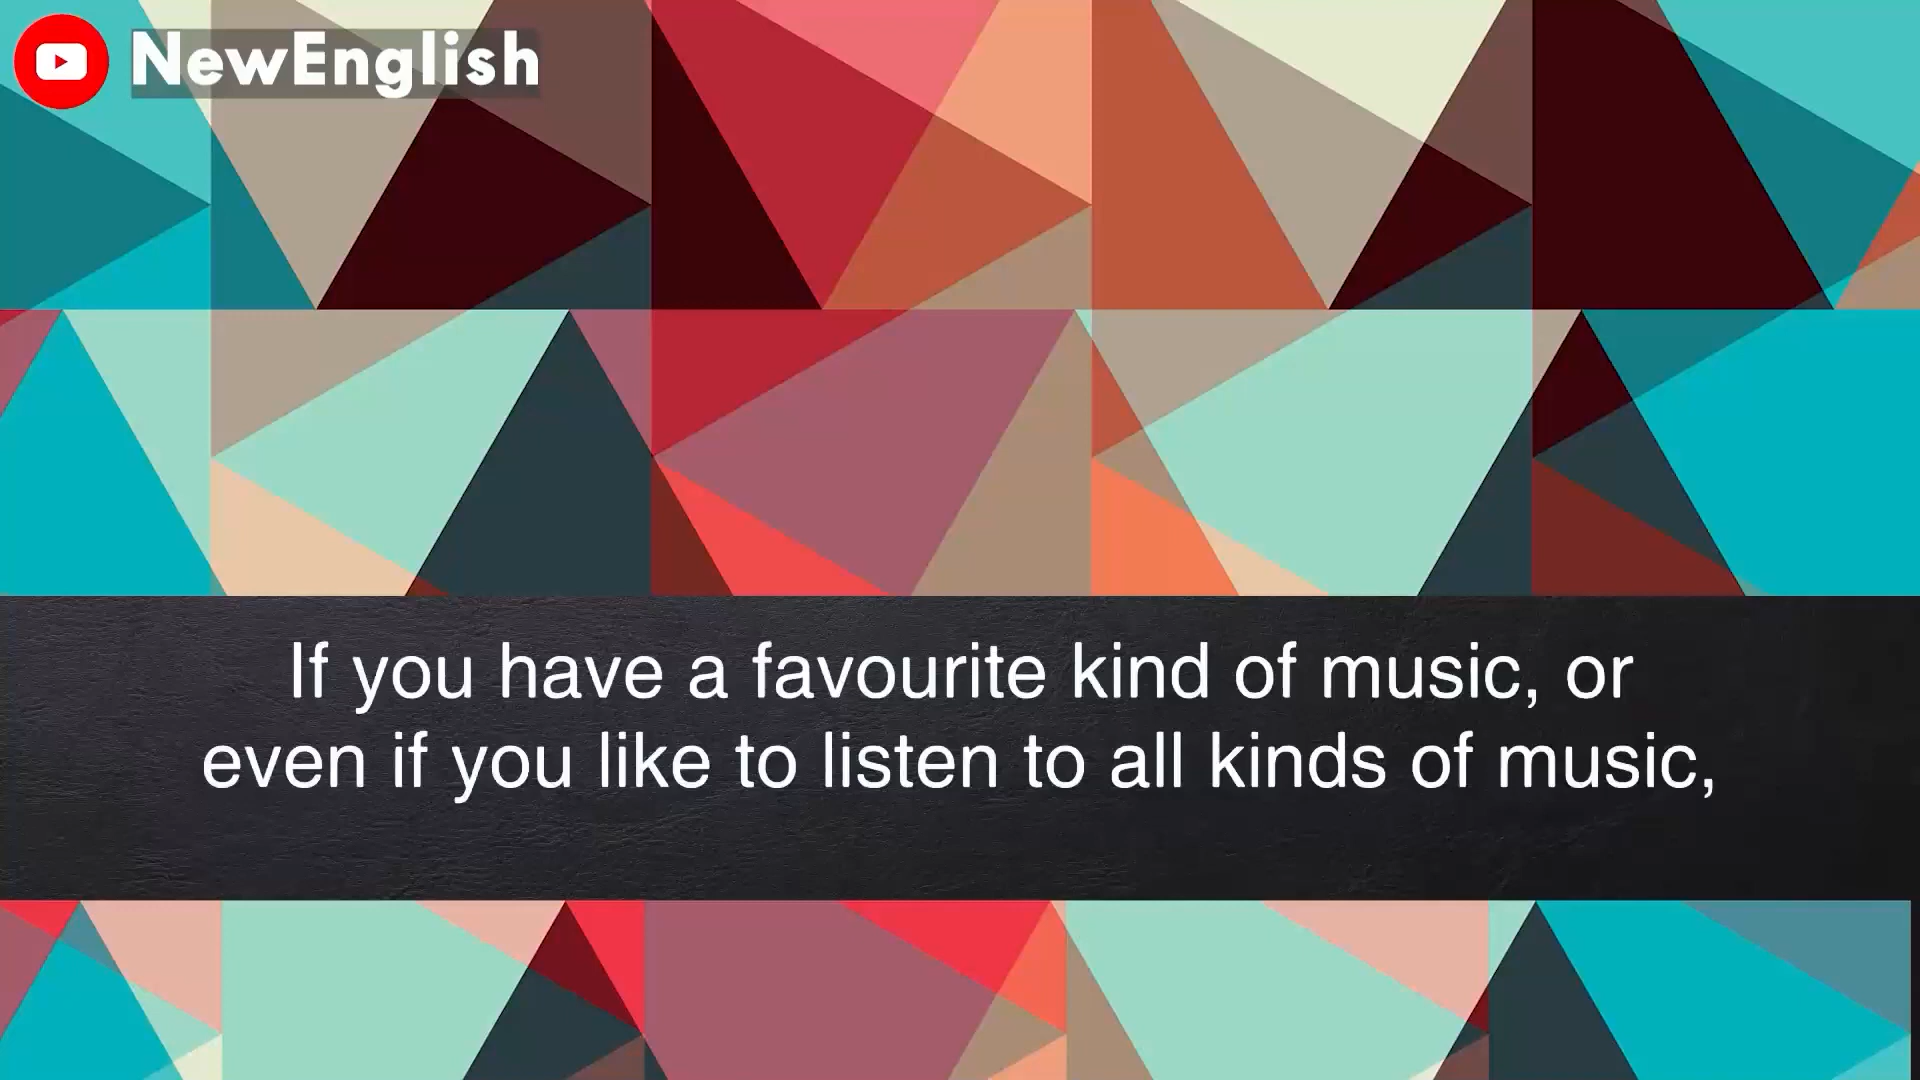 NewEnglish
If you have a favourite kind of music, or
even if you like to listen to all kinds of music,